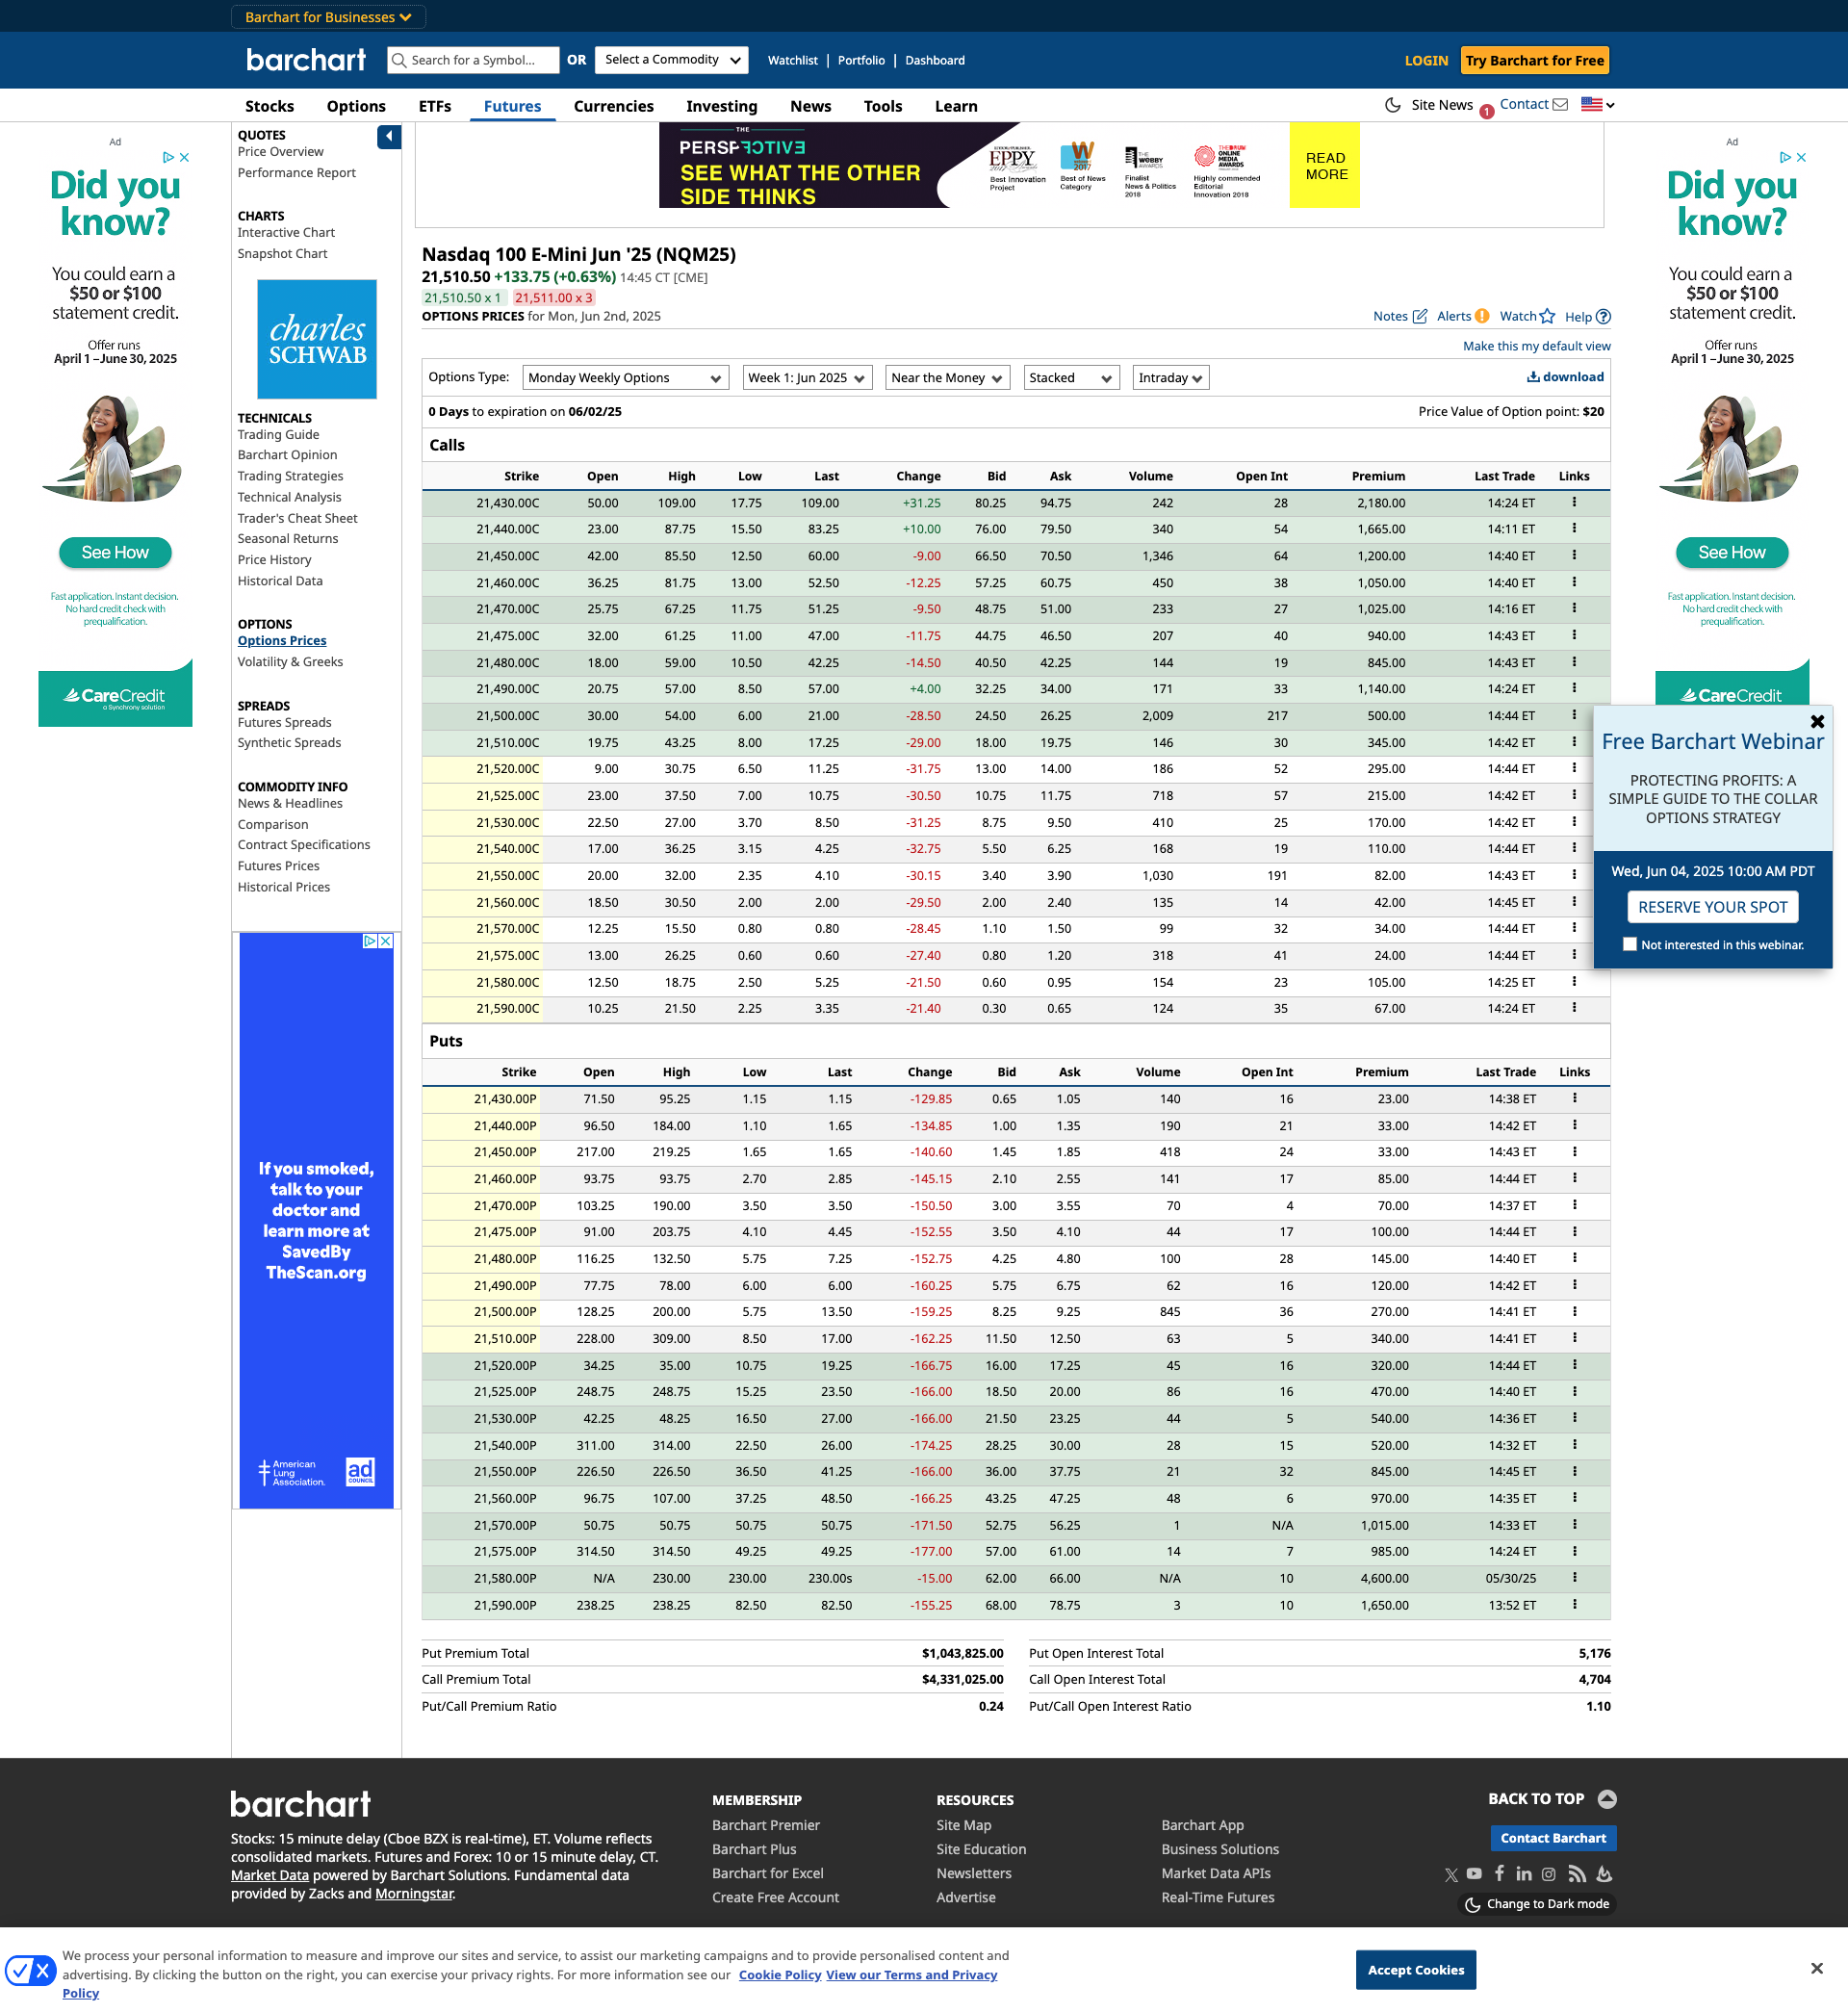 Barchart for Businesses
barchart
Search for a Symbol...
OR
Select a Commodity
Watchlist | Portfolio | Dashboard
LOGIN
Try Barchart for Free
Stocks Options ETFs Futures Currencies Investing News Tools Learn
Site News 1 Contact
Ad
Did you
know?
You could earn a
$50 or $100
statement credit.
Offer runs
April 1 –June 30, 2025
See How
Fast application. Instant decision.
No hard credit check with
prequalification.
CareCredit
a Synchrony solution
QUOTES
Price Overview
Performance Report
CHARTS
Interactive Chart
Snapshot Chart
charles
SCHWAB
TECHNICALS
Trading Guide
Barchart Opinion
Trading Strategies
Technical Analysis
Trader's Cheat Sheet
Seasonal Returns
Price History
Historical Data
OPTIONS
Options Prices
Volatility & Greeks
SPREADS
Futures Spreads
Synthetic Spreads
COMMODITY INFO
News & Headlines
Comparison
Contract Specifications
Futures Prices
Historical Prices
If you smoked,
talk to your
doctor and
learn more at
SavedBy
TheScan.org
American
Lung
Association.
ad
COUNCIL
THE
PERSPECTIVE
SEE WHAT THE OTHER
SIDE THINKS
EPPY
2017
Best Innovation
Project
W
2017
Best of News
Category
THE
WEBBY
AWARDS
Finalist
News & Politics
2018
THE DRUM
ONLINE
MEDIA
AWARDS
Highly commended
Editorial
Innovation 2018
READ
MORE
Nasdaq 100 E-Mini Jun '25 (NQM25)
21,510.50 +133.75 (+0.63%) 14:45 CT [CME]
21,510.50 x 1 21,511.00 x 3
OPTIONS PRICES for Mon, Jun 2nd, 2025
Notes Alerts Watch Help
Make this my default view
Options Type: Monday Weekly Options Week 1: Jun 2025 Near the Money Stacked Intraday download
0 Days to expiration on 06/02/25 Price Value of Option point: $20
Calls
Strike Open High Low Last Change Bid Ask Volume Open Int Premium Last Trade Links
21,430.00C 50.00 109.00 17.75 109.00 +31.25 80.25 94.75 242 28 2,180.00 14:24 ET
21,440.00C 23.00 87.75 15.50 83.25 +10.00 76.00 79.50 340 54 1,665.00 14:11 ET
21,450.00C 42.00 85.50 12.50 60.00 -9.00 66.50 70.50 1,346 64 1,200.00 14:40 ET
21,460.00C 36.25 81.75 13.00 52.50 -12.25 57.25 60.75 450 38 1,050.00 14:40 ET
21,470.00C 25.75 67.25 11.75 51.25 -9.50 48.75 51.00 233 27 1,025.00 14:16 ET
21,475.00C 32.00 61.25 11.00 47.00 -11.75 44.75 46.50 207 40 940.00 14:43 ET
21,480.00C 18.00 59.00 10.50 42.25 -14.50 40.50 42.25 144 19 845.00 14:43 ET
21,490.00C 20.75 57.00 8.50 57.00 +4.00 32.25 34.00 171 33 1,140.00 14:24 ET
21,500.00C 30.00 54.00 6.00 21.00 -28.50 24.50 26.25 2,009 217 500.00 14:44 ET
21,510.00C 19.75 43.25 8.00 17.25 -29.00 18.00 19.75 146 30 345.00 14:42 ET
21,520.00C 9.00 30.75 6.50 11.25 -31.75 13.00 14.00 186 52 295.00 14:44 ET
21,525.00C 23.00 37.50 7.00 10.75 -30.50 10.75 11.75 718 57 215.00 14:42 ET
21,530.00C 22.50 27.00 3.70 8.50 -31.25 8.75 9.50 410 25 170.00 14:42 ET
21,540.00C 17.00 36.25 3.15 4.25 -32.75 5.50 6.25 168 19 110.00 14:44 ET
21,550.00C 20.00 32.00 2.35 4.10 -30.15 3.40 3.90 1,030 191 82.00 14:43 ET
21,560.00C 18.50 30.50 2.00 2.00 -29.50 2.00 2.40 135 14 42.00 14:45 ET
21,570.00C 12.25 15.50 0.80 0.80 -28.45 1.10 1.50 99 32 34.00 14:44 ET
21,575.00C 13.00 26.25 0.60 0.60 -27.40 0.80 1.20 318 41 24.00 14:44 ET
21,580.00C 12.50 18.75 2.50 5.25 -21.50 0.60 0.95 154 23 105.00 14:25 ET
21,590.00C 10.25 21.50 2.25 3.35 -21.40 0.30 0.65 124 35 67.00 14:24 ET
Puts
Strike Open High Low Last Change Bid Ask Volume Open Int Premium Last Trade Links
21,430.00P 71.50 95.25 1.15 1.15 -129.85 0.65 1.05 140 16 23.00 14:38 ET
21,440.00P 96.50 184.00 1.10 1.65 -134.85 1.00 1.35 190 21 33.00 14:42 ET
21,450.00P 217.00 219.25 1.65 1.65 -140.60 1.45 1.85 418 24 33.00 14:43 ET
21,460.00P 93.75 93.75 2.70 2.85 -145.15 2.10 2.55 141 17 85.00 14:44 ET
21,470.00P 103.25 190.00 3.50 3.50 -150.50 3.00 3.55 70 4 70.00 14:37 ET
21,475.00P 91.00 203.75 4.10 4.45 -152.55 3.50 4.10 44 17 100.00 14:44 ET
21,480.00P 116.25 132.50 5.75 7.25 -152.75 4.25 4.80 100 28 145.00 14:40 ET
21,490.00P 77.75 78.00 6.00 6.00 -160.25 5.75 6.75 62 16 120.00 14:42 ET
21,500.00P 128.25 200.00 5.75 13.50 -159.25 8.25 9.25 845 36 270.00 14:41 ET
21,510.00P 228.00 309.00 8.50 17.00 -162.25 11.50 12.50 63 5 340.00 14:41 ET
21,520.00P 34.25 35.00 10.75 19.25 -166.75 16.00 17.25 45 16 320.00 14:44 ET
21,525.00P 248.75 248.75 15.25 23.50 -166.00 18.50 20.00 86 16 470.00 14:40 ET
21,530.00P 42.25 48.25 16.50 27.00 -166.00 21.50 23.25 44 5 540.00 14:36 ET
21,540.00P 311.00 314.00 22.50 26.00 -174.25 28.25 30.00 28 15 520.00 14:32 ET
21,550.00P 226.50 226.50 36.50 41.25 -166.00 36.00 37.75 21 32 845.00 14:45 ET
21,560.00P 96.75 107.00 37.25 48.50 -166.25 43.25 47.25 48 6 970.00 14:35 ET
21,570.00P 50.75 50.75 50.75 50.75 -171.50 52.75 56.25 1 N/A 1,015.00 14:33 ET
21,575.00P 314.50 314.50 49.25 49.25 -177.00 57.00 61.00 14 7 985.00 14:24 ET
21,580.00P N/A 230.00 230.00 230.00s -15.00 62.00 66.00 N/A 10 4,600.00 05/30/25
21,590.00P 238.25 238.25 82.50 82.50 -155.25 68.00 78.75 3 10 1,650.00 13:52 ET
Put Premium Total $1,043,825.00 Put Open Interest Total 5,176
Call Premium Total $4,331,025.00 Call Open Interest Total 4,704
Put/Call Premium Ratio 0.24 Put/Call Open Interest Ratio 1.10
Ad
Did you
know?
You could earn a
$50 or $100
statement credit.
Offer runs
April 1 –June 30, 2025
See How
Fast application. Instant decision.
No hard credit check with
prequalification.
CareCredit
Free Barchart Webinar
PROTECTING PROFITS: A
SIMPLE GUIDE TO THE COLLAR
OPTIONS STRATEGY
Wed, Jun 04, 2025 10:00 AM PDT
RESERVE YOUR SPOT
Not interested in this webinar.
barchart
Stocks: 15 minute delay (Cboe BZX is real-time), ET. Volume reflects
consolidated markets. Futures and Forex: 10 or 15 minute delay, CT.
Market Data powered by Barchart Solutions. Fundamental data
provided by Zacks and Morningstar.
MEMBERSHIP
Barchart Premier
Barchart Plus
Barchart for Excel
Create Free Account
RESOURCES
Site Map
Site Education
Newsletters
Advertise
Barchart App
Business Solutions
Market Data APIs
Real-Time Futures
BACK TO TOP
Contact Barchart
Change to Dark mode
We process your personal information to measure and improve our sites and service, to assist our marketing campaigns and to provide personalised content and
advertising. By clicking the button on the right, you can exercise your privacy rights. For more information see our Cookie Policy View our Terms and Privacy
Policy
Accept Cookies